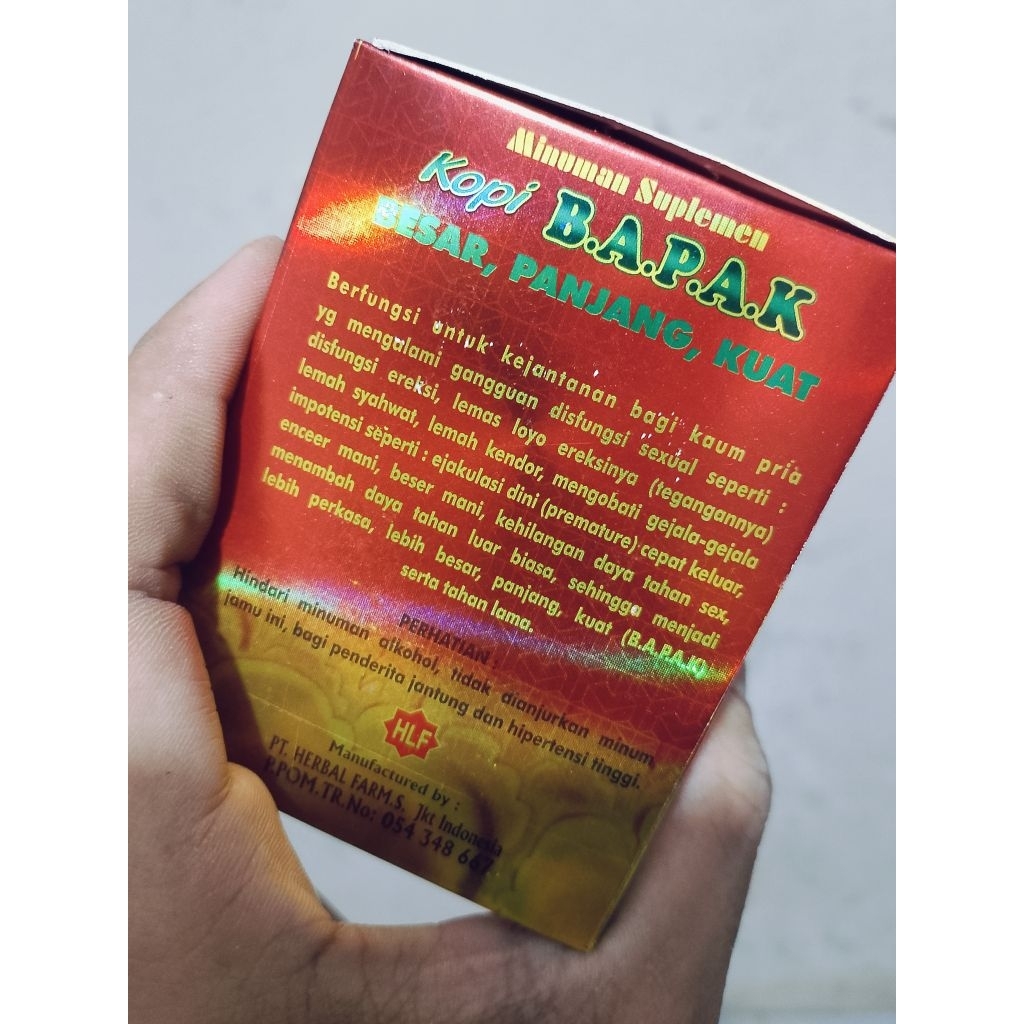 Minuman Suplemen
Kopi B.A.P.A.K
BESAR, PANJANG, KUAT
Berfungsi untuk kejantanan bagi kaum pria
yg mengalami gangguan disfungsi sexual seperti :
disfungsi ereksi, lemas loyo ereksinya (tegangannya)
lemah syahwat, lemah kendor, mengobati gejala-gejala
impotensi seperti : ejakulasi dini (premature) cepat keluar,
enceer mani, beser mani, kehilangan daya tahan sex,
menambah daya tahan luar biasa, sehingga menjadi
lebih perkasa, lebih besar, panjang, kuat (B.A.P.A.K)
serta tahan lama.
PERHATIAN :
Hindari minuman alkohol, tidak dianjurkan minum
jamu ini, bagi penderita jantung dan hipertensi tinggi.
HLF
Manufactured by :
PT. HERBAL FARM.S. Jkt Indonesia
P.POM.TR.No: 054 348 667